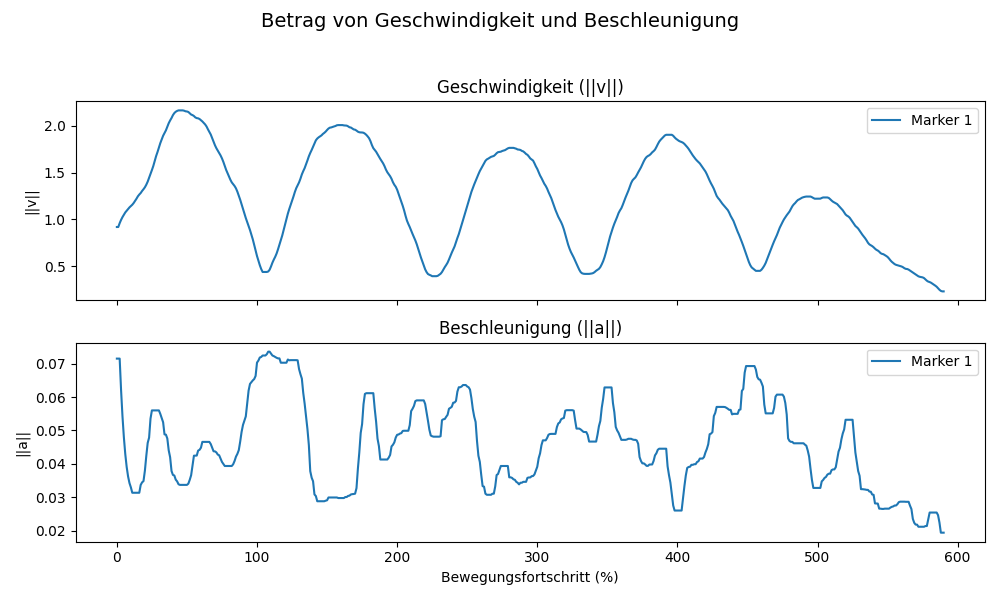 Betrag von Geschwindigkeit und Beschleunigung
Geschwindigkeit (||v||)
Marker 1
||v||
2.0
1.5
1.0
0.5
Beschleunigung (||a||)
Marker 1
||a||
0.07
0.06
0.05
0.04
0.03
0.02
0 100 200 300 400 500 600
Bewegungsfortschritt (%)